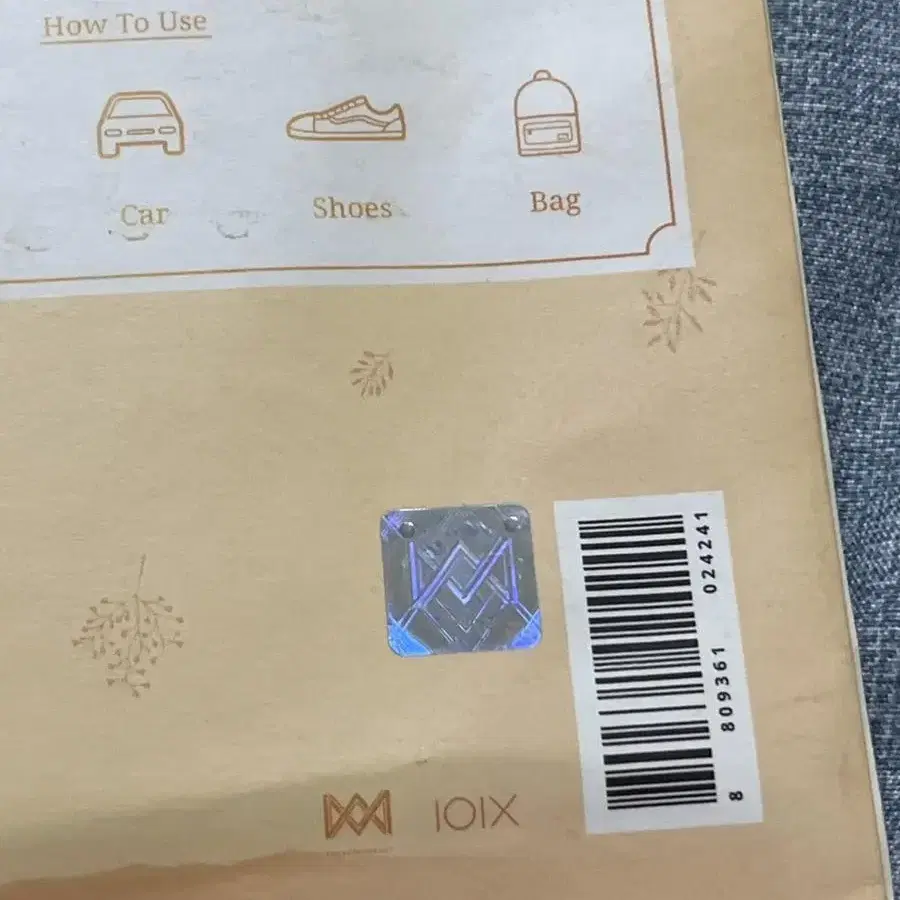 How To Use
Car
Shoes
Bag
8 809361 024241
IOIX